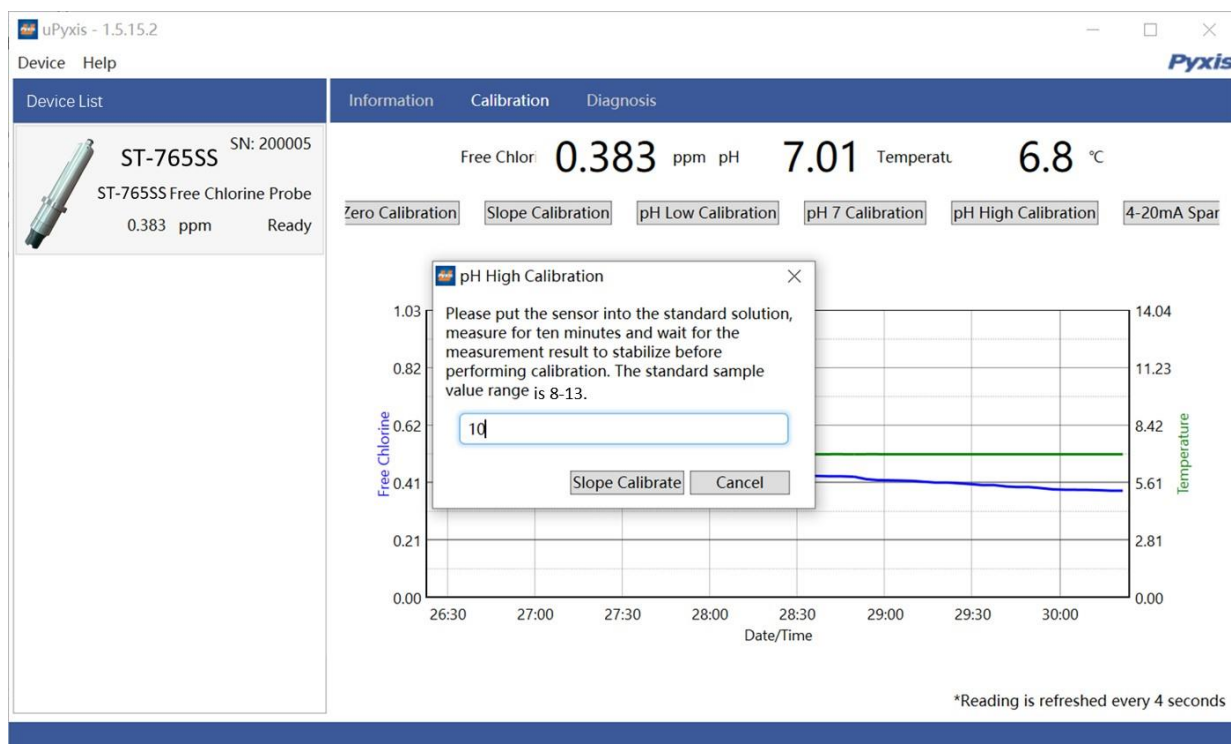 uPyxis - 1.5.15.2
Device Help
Pyxis
Device List
Information Calibration Diagnosis
ST-765SS SN: 200005
ST-765SS Free Chlorine Probe
0.383 ppm Ready
Free Chlor 0.383 ppm pH 7.01 Temperatu 6.8 °C
Zero Calibration Slope Calibration pH Low Calibration pH 7 Calibration pH High Calibration 4-20mA Spar
pH High Calibration
Please put the sensor into the standard solution,
measure for ten minutes and wait for the
measurement result to stabilize before
performing calibration. The standard sample
value range is 8-13.
10
Slope Calibrate Cancel
Free Chlorine
1.03
0.82
0.62
0.41
0.21
0.00
14.04
11.23
8.42
5.61
2.81
0.00
Temperature
26:30 27:00 27:30 28:00 28:30 29:00 29:30 30:00
Date/Time
*Reading is refreshed every 4 seconds